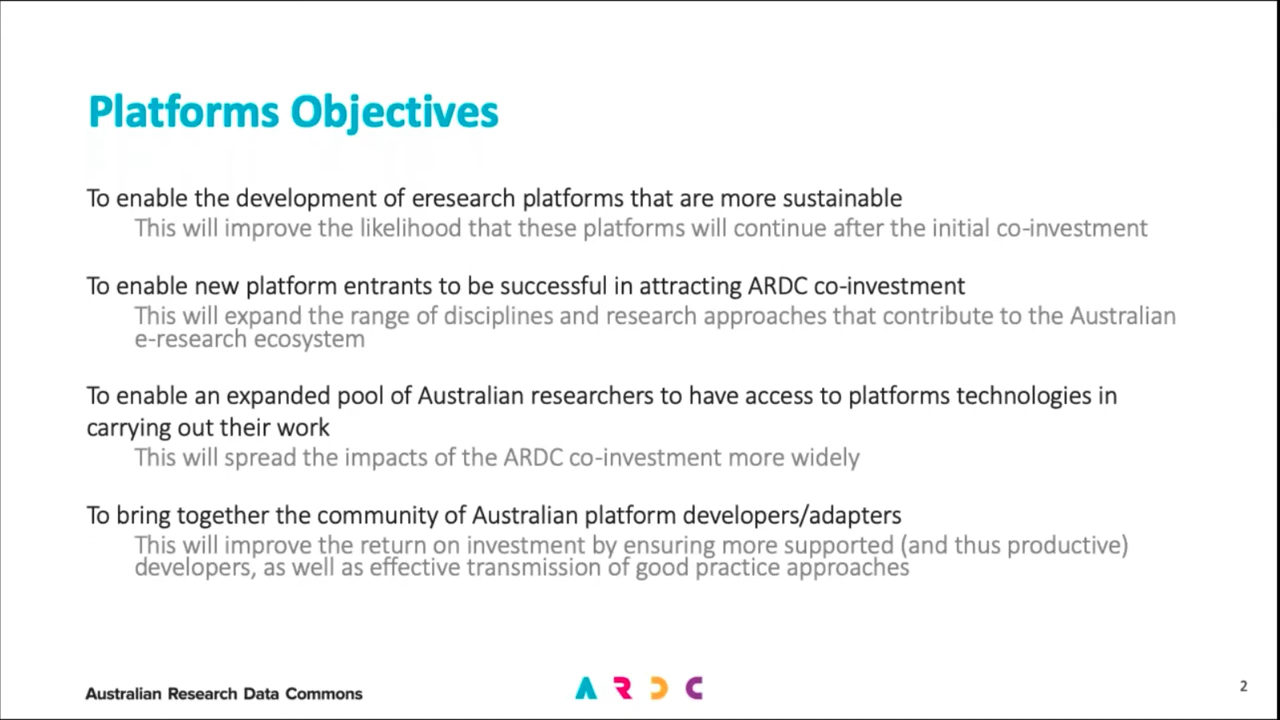 Platforms Objectives
To enable the development of eresearch platforms that are more sustainable
This will improve the likelihood that these platforms will continue after the initial co-investment
To enable new platform entrants to be successful in attracting ARDC co-investment
This will expand the range of disciplines and research approaches that contribute to the Australian
e-research ecosystem
To enable an expanded pool of Australian researchers to have access to platforms technologies in
carrying out their work
This will spread the impacts of the ARDC co-investment more widely
To bring together the community of Australian platform developers/adapters
This will improve the return on investment by ensuring more supported (and thus productive)
developers, as well as effective transmission of good practice approaches
Australian Research Data Commons
ARDC
2